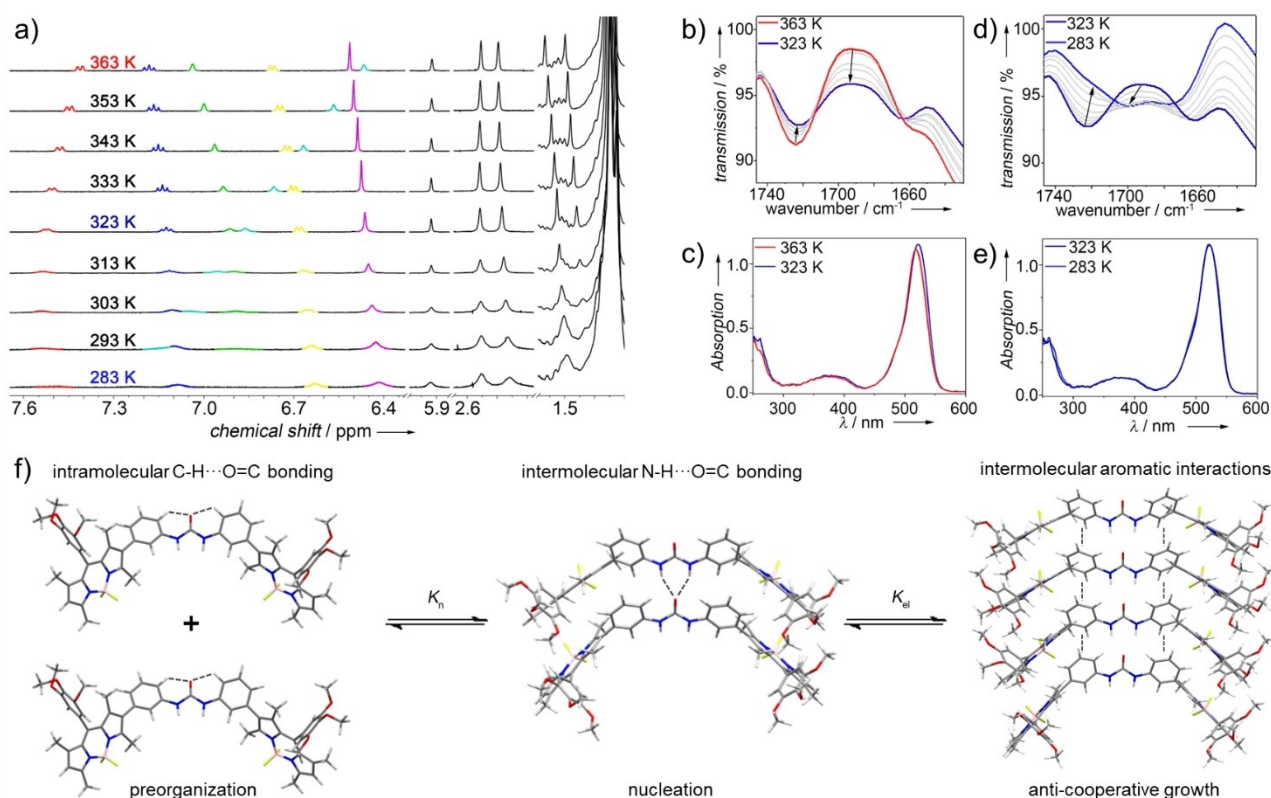 a)
363 K
353 K
343 K
333 K
323 K
313 K
303 K
293 K
283 K
7.6 7.3 7.0 6.7 6.4 5.9 2.6 1.5
chemical shift / ppm
b)
363 K
323 K
100
95
90
transmission / %
1740 1700 1660
wavenumber / cm-1
d)
323 K
283 K
100
95
90
transmission / %
1740 1700 1660
wavenumber / cm-1
c)
363 K
323 K
1.0
0.5
0.0
Absorption
300 400 500 600
λ / nm
e)
323 K
283 K
1.0
0.5
0.0
Absorption
300 400 500 600
λ / nm
f)
intramolecular C-H···O=C bonding
intermolecular N-H···O=C bonding
intermolecular aromatic interactions
+
Kn
Kel
preorganization
nucleation
anti-cooperative growth